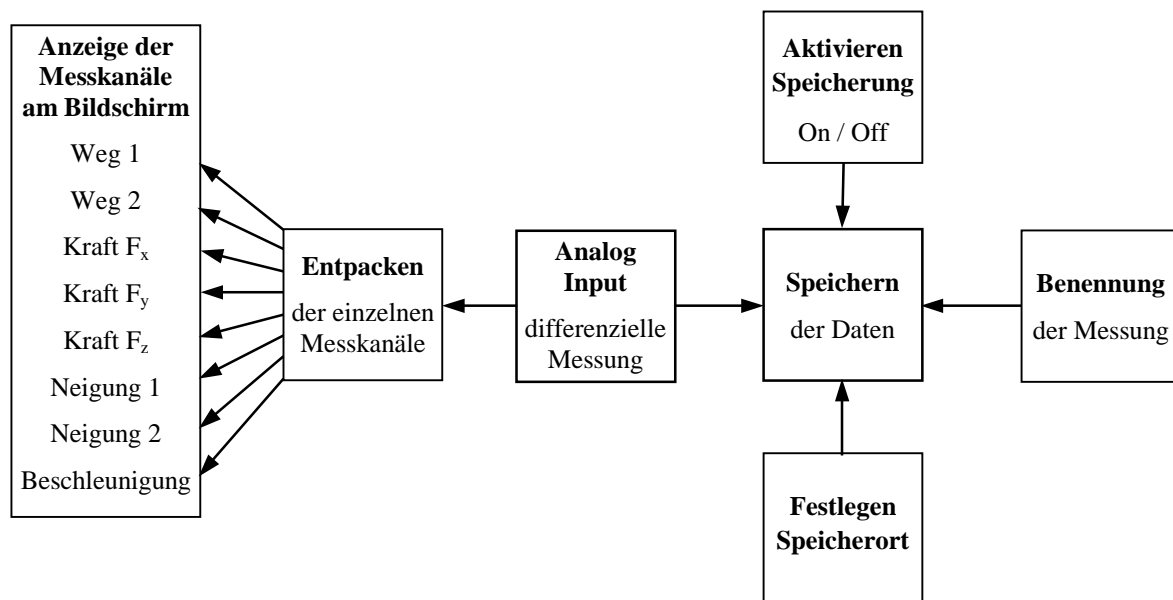 Anzeige der
Messkanäle
am Bildschirm
Weg 1
Weg 2
Kraft Fx
Kraft Fy
Kraft Fz
Neigung 1
Neigung 2
Beschleunigung
Entpacken
der einzelnen
Messkanäle
Analog
Input
differenzielle
Messung
Aktivieren
Speicherung
On / Off
Speichern
der Daten
Benennung
der Messung
Festlegen
Speicherort